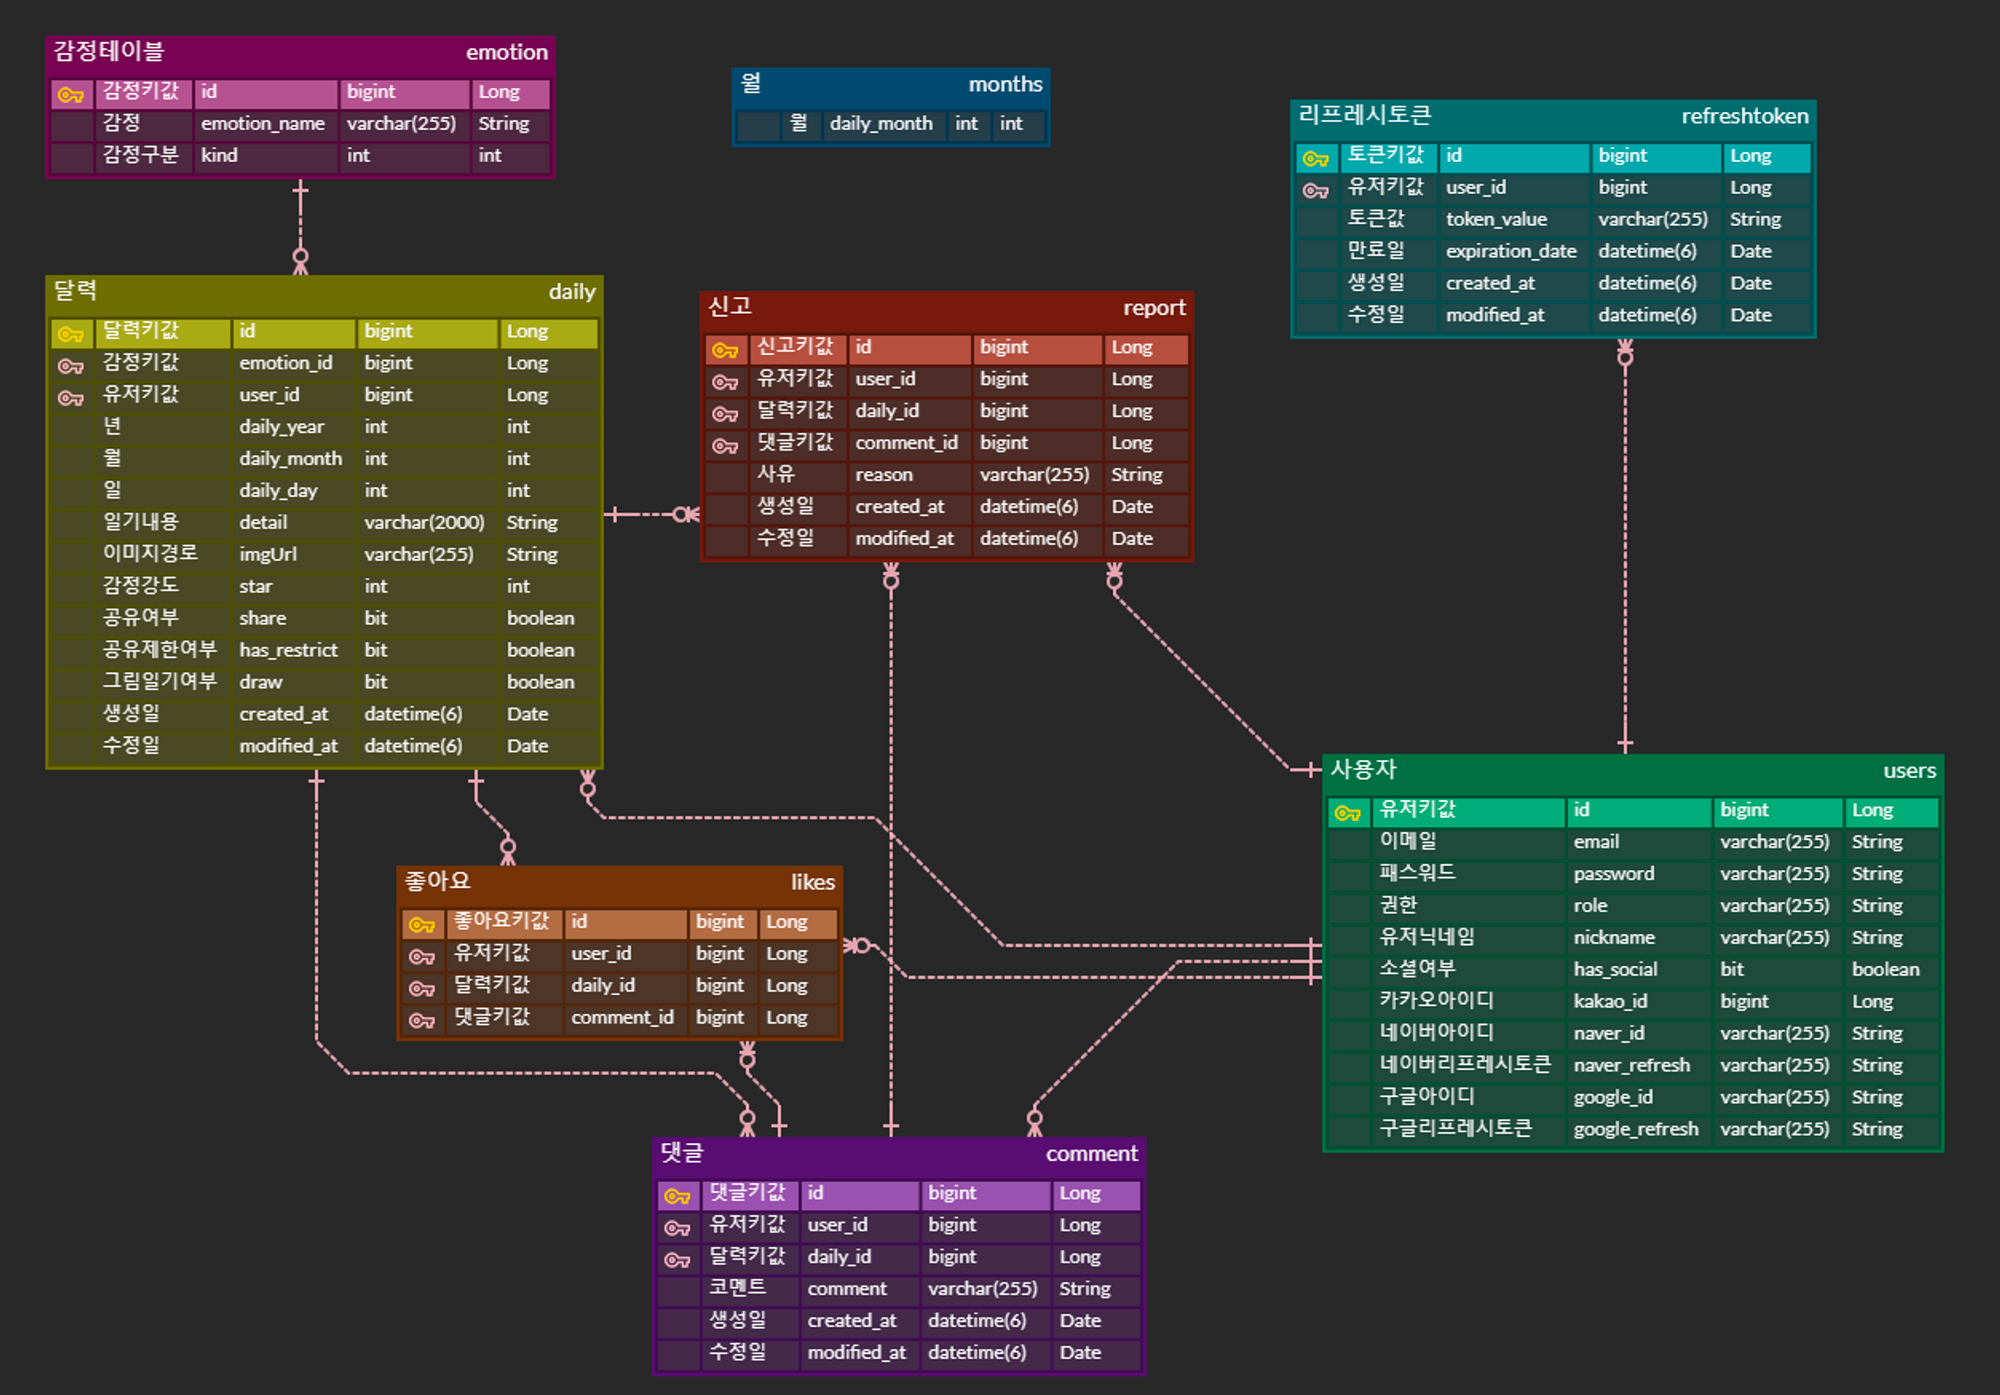 감정테이블 emotion
감정키값 id bigint Long
감정 emotion_name varchar(255) String
감정구분 kind int int
월 months
월 daily_month int int
리프레시토큰 refreshtoken
토큰키값 id bigint Long
유저키값 user_id bigint Long
토큰값 token_value varchar(255) String
만료일 expiration_date datetime(6) Date
생성일 created_at datetime(6) Date
수정일 modified_at datetime(6) Date
달력 daily
달력키값 id bigint Long
감정키값 emotion_id bigint Long
유저키값 user_id bigint Long
년 daily_year int int
월 daily_month int int
일 daily_day int int
일기내용 detail varchar(2000) String
이미지경로 imgUrl varchar(255) String
감정강도 star int int
공유여부 share bit boolean
공유제한여부 has_restrict bit boolean
그림일기여부 draw bit boolean
생성일 created_at datetime(6) Date
수정일 modified_at datetime(6) Date
신고 report
신고키값 id bigint Long
유저키값 user_id bigint Long
달력키값 daily_id bigint Long
댓글키값 comment_id bigint Long
사유 reason varchar(255) String
생성일 created_at datetime(6) Date
수정일 modified_at datetime(6) Date
사용자 users
유저키값 id bigint Long
이메일 email varchar(255) String
패스워드 password varchar(255) String
권한 role varchar(255) String
유저닉네임 nickname varchar(255) String
소셜여부 has_social bit boolean
카카오아이디 kakao_id bigint Long
네이버아이디 naver_id varchar(255) String
네이버리프레시토큰 naver_refresh varchar(255) String
구글아이디 google_id varchar(255) String
구글리프레시토큰 google_refresh varchar(255) String
좋아요 likes
좋아요키값 id bigint Long
유저키값 user_id bigint Long
달력키값 daily_id bigint Long
댓글키값 comment_id bigint Long
댓글 comment
댓글키값 id bigint Long
유저키값 user_id bigint Long
달력키값 daily_id bigint Long
코멘트 comment varchar(255) String
생성일 created_at datetime(6) Date
수정일 modified_at datetime(6) Date